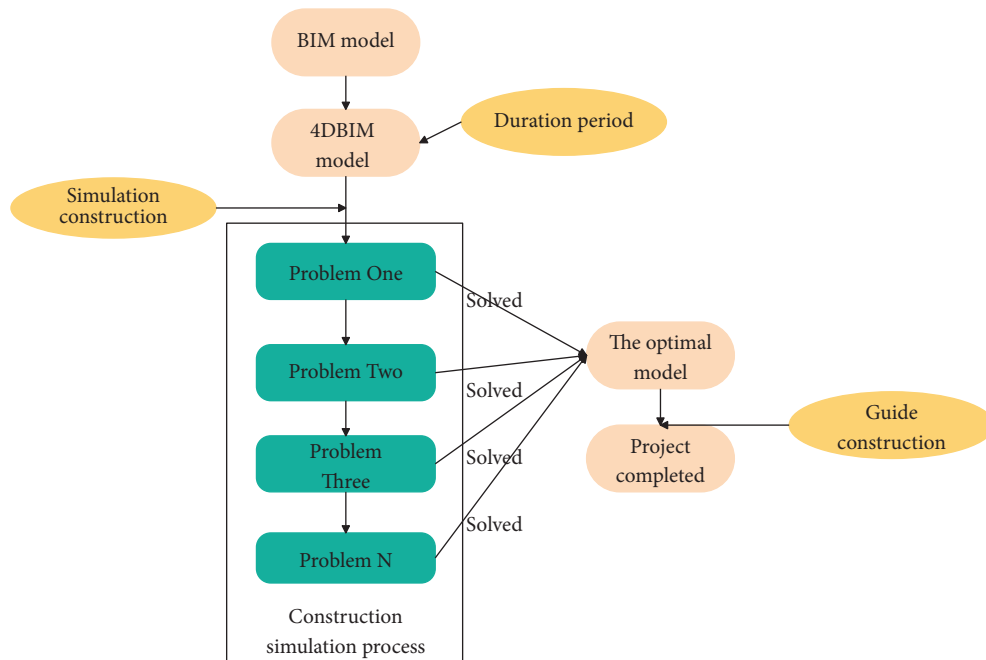 BIM model
4DBIM
model
Duration period
Simulation
construction
Problem One
Solved
Problem Two
Solved
The optimal
model
Problem
Three
Solved
Guide
construction
Project
completed
Solved
Problem N
Construction
simulation process